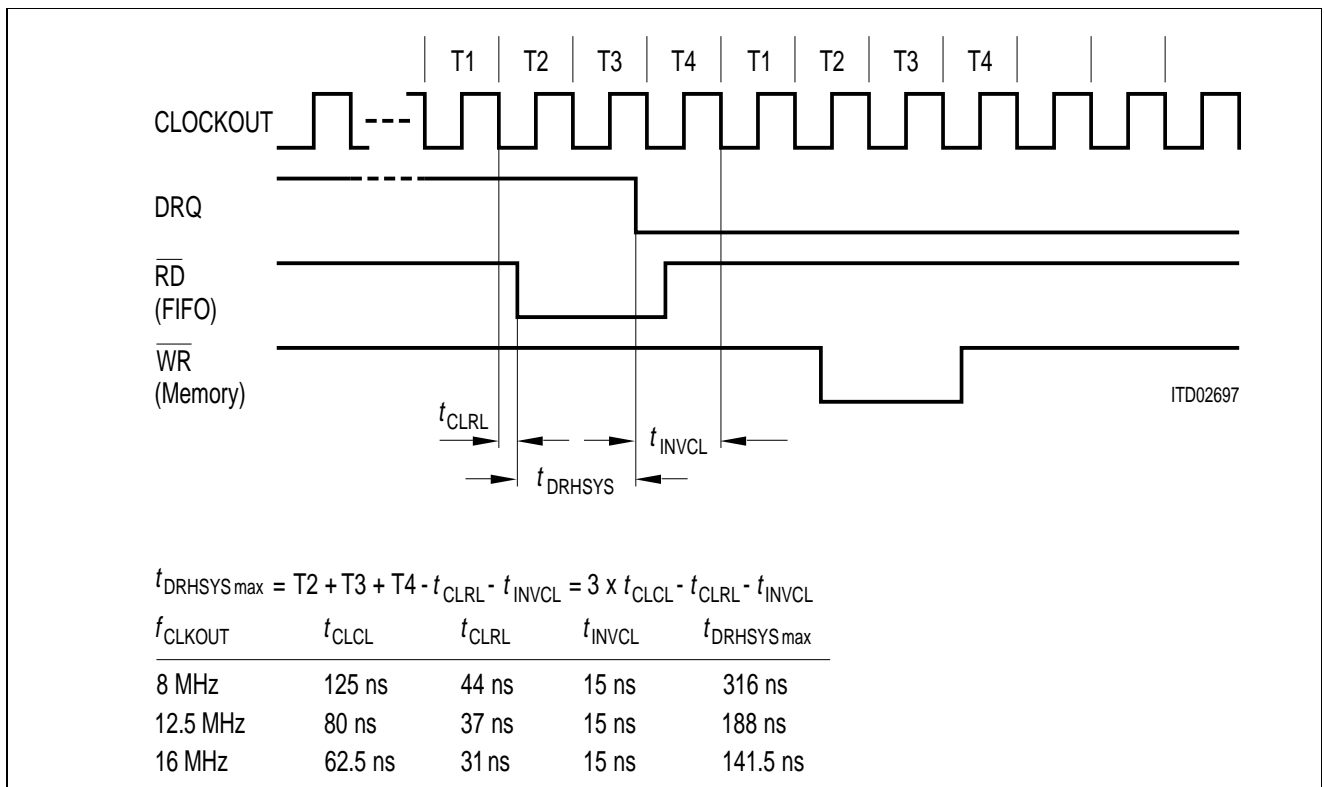 T1 T2 T3 T4 T1 T2 T3 T4
CLOCKOUT
DRQ
RD
(FIFO)
WR
(Memory)
ITD02697
tCLRL
tINVCL
tDRHSYS
tDRHSYS max = T2 + T3 + T4 - tCLRL - tINVCL = 3 x tCLCL - tCLRL - tINVCL
fCLKOUT tCLCL tCLRL tINVCL tDRHSYS max
8 MHz 125 ns 44 ns 15 ns 316 ns
12.5 MHz 80 ns 37 ns 15 ns 188 ns
16 MHz 62.5 ns 31 ns 15 ns 141.5 ns